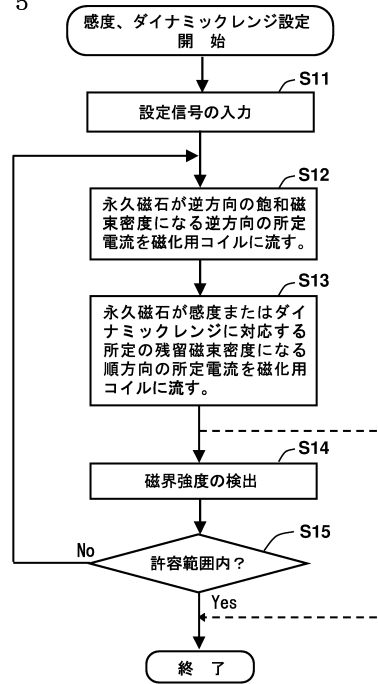 5
感度、ダイナミックレンジ設定
開 始
S11
設定信号の入力
S12
永久磁石が逆方向の飽和磁
束密度になる逆方向の所定
電流を磁化用コイルに流す。
S13
永久磁石が感度またはダイ
ナミックレンジに対応する
所定の残留磁束密度になる
順方向の所定電流を磁化用
コイルに流す。
S14
磁界強度の検出
S15
No
許容範囲内?
Yes
終 了